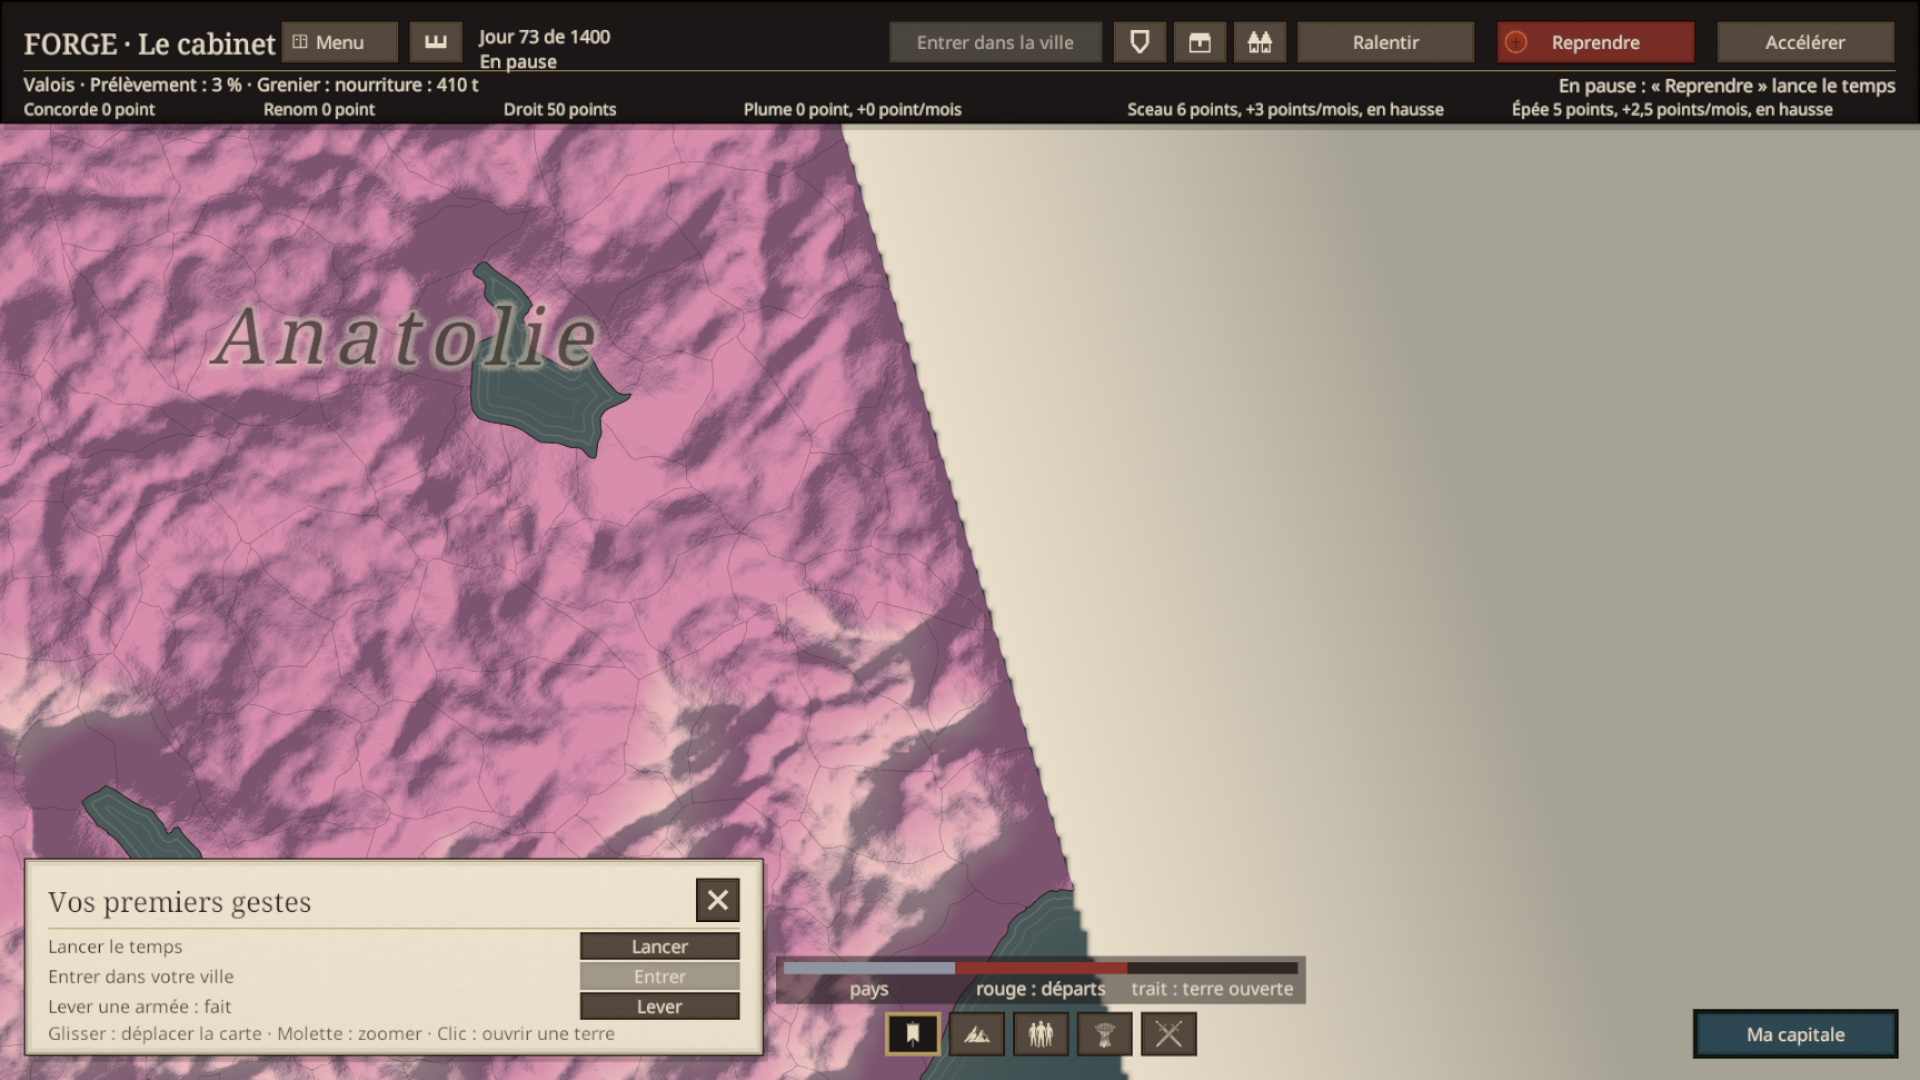 FORGE · Le cabinet
Menu
Jour 73 de 1400
En pause
Entrer dans la ville
Ralentir
Reprendre
Accélérer
Valois · Prélèvement : 3 % · Grenier : nourriture : 410 t
En pause : « Reprendre » lance le temps
Concorde 0 point
Renom 0 point
Droit 50 points
Plume 0 point, +0 point/mois
Sceau 6 points, +3 points/mois, en hausse
Épée 5 points, +2,5 points/mois, en hausse
Anatolie
Vos premiers gestes
Lancer le temps
Lancer
Entrer dans votre ville
Entrer
Lever une armée : fait
Lever
Glisser : déplacer la carte · Molette : zoomer · Clic : ouvrir une terre
pays
rouge : départs
trait : terre ouverte
Ma capitale